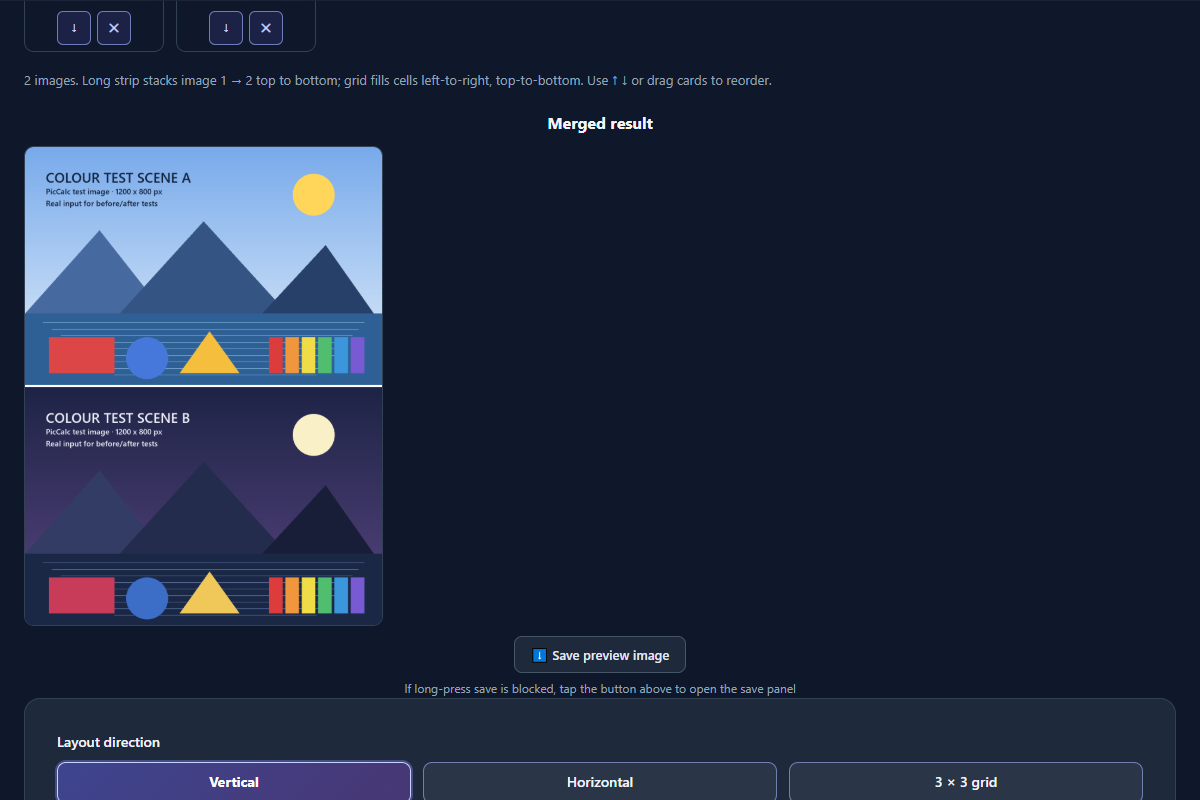 ↓ ✕ ↓ ✕
2 images. Long strip stacks image 1 → 2 top to bottom; grid fills cells left-to-right, top-to-bottom. Use ↑ ↓ or drag cards to reorder.
Merged result
COLOUR TEST SCENE A
PicCalc test image · 1200 x 800 px
Real input for before/after tests
COLOUR TEST SCENE B
PicCalc test image · 1200 x 800 px
Real input for before/after tests
⬇️ Save preview image
If long-press save is blocked, tap the button above to open the save panel
Layout direction
Vertical
Horizontal
3 × 3 grid